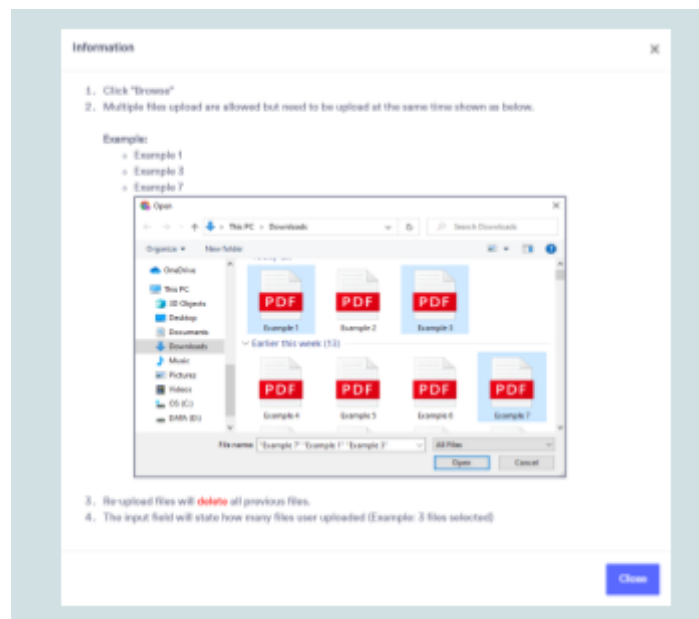 Information
×
1. Click "Browse"
2. Multiple files upload are allowed but need to be upload at the same time shown as below.
Example:
Example 1
Example 3
Example 7
Open
×
This PC > Downloads
Search Downloads
Organize
New folder
OneDrive
This PC
3D Objects
Desktop
Documents
Downloads
Music
Pictures
Videos
OS (C:)
DATA (D:)
PDF PDF PDF
Example 1 Example 2 Example 3
Earlier this week (13)
PDF PDF PDF PDF
Example 4 Example 5 Example 6 Example 7
File name: "Example 7" "Example 1" "Example 3"
All Files
Open Cancel
3. Re-upload files will delete all previous files.
4. The input field will state how many files user uploaded (Example: 3 files selected)
Close